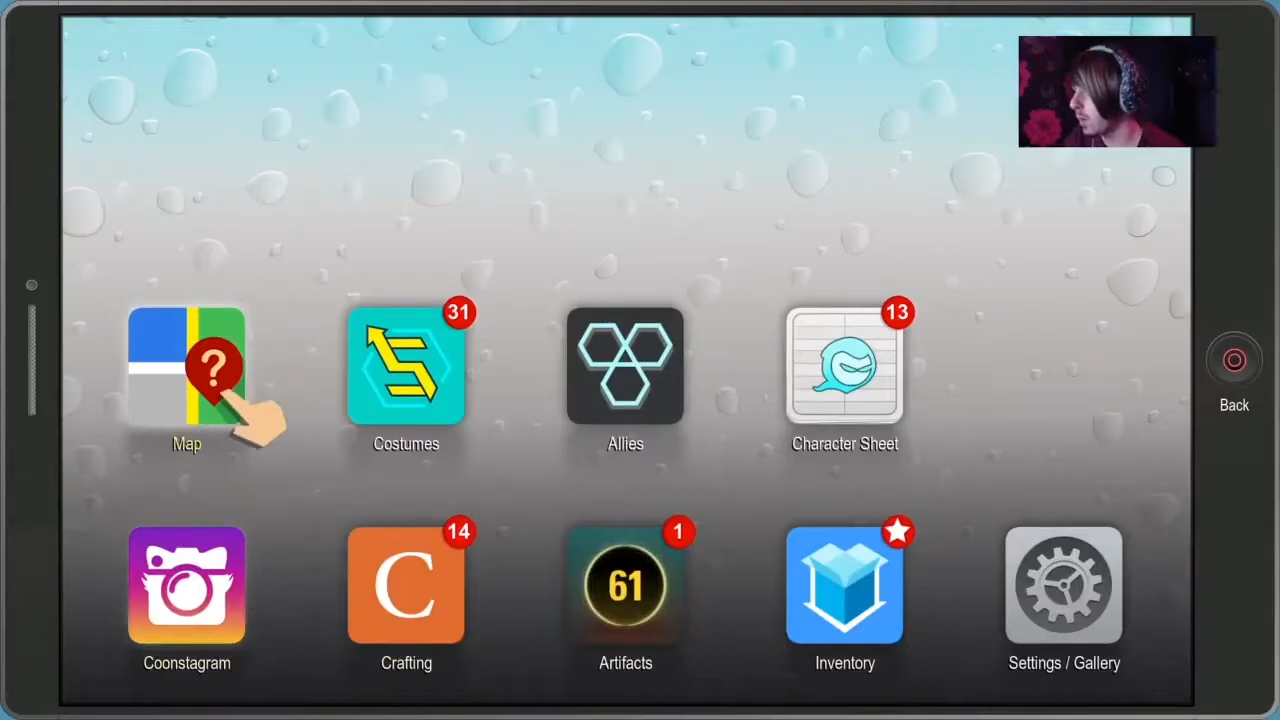 31
13
?
Map
Costumes
Allies
Character Sheet
Back
14
1
C
61
Coonstagram
Crafting
Artifacts
Inventory
Settings / Gallery